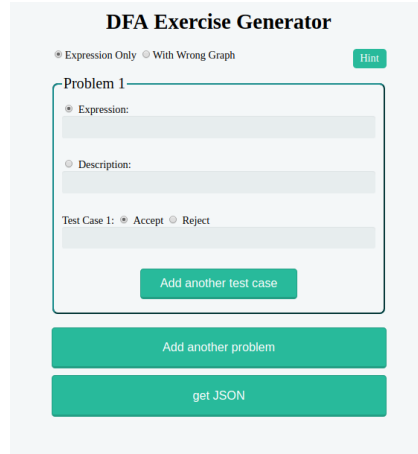 DFA Exercise Generator
Expression Only With Wrong Graph
Hint
Problem 1
Expression:
Description:
Test Case 1: Accept Reject
Add another test case
Add another problem
get JSON